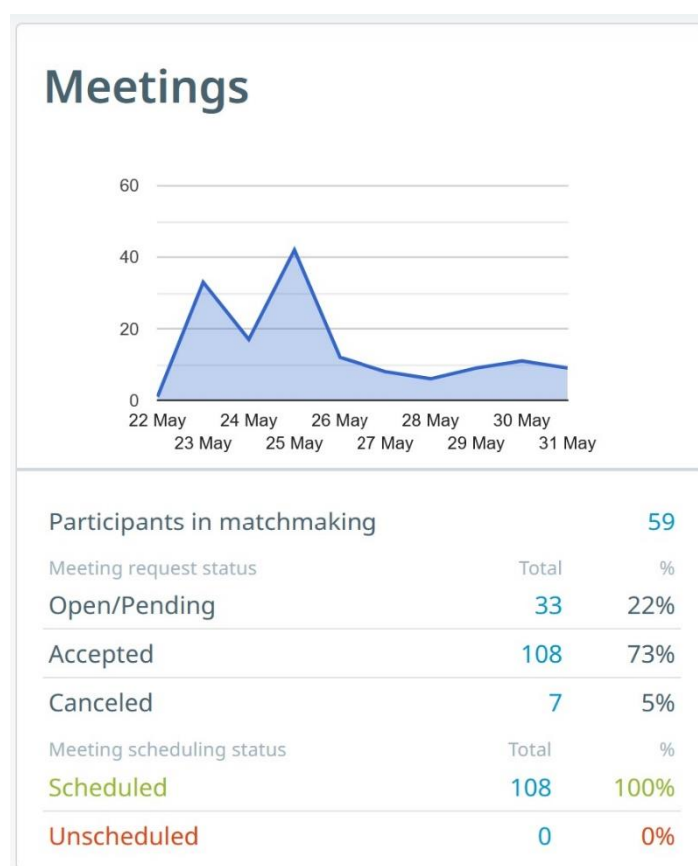 Meetings
60
40
20
0
22 May 24 May 26 May 28 May 30 May
23 May 25 May 27 May 29 May 31 May
Participants in matchmaking 59
Meeting request status Total %
Open/Pending 33 22%
Accepted 108 73%
Canceled 7 5%
Meeting scheduling status Total %
Scheduled 108 100%
Unscheduled 0 0%